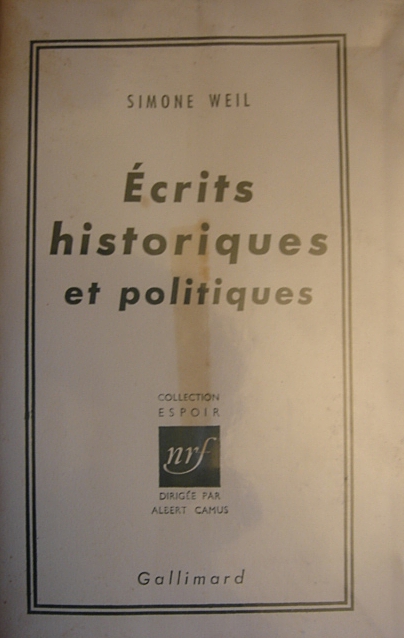 SIMONE WEIL
Écrits
historiques
et politiques
COLLECTION
ESPOIR
nrf
DIRIGÉE PAR
ALBERT CAMUS
Gallimard